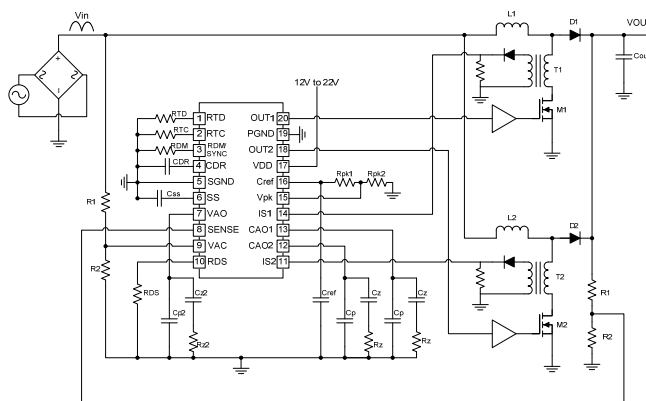 Vin
L1
D1
VOUT
Cout
T1
M1
12V to 22V
RTD
1
RTD
OUT1
20
RTC
2
RTC
PGND
19
RDM
3
RDM/
SYNC
OUT2
18
CDR
4
CDR
VDD
17
5
SGND
Cref
16
Rpk1
Rpk2
Css
6
SS
Vpk
15
R1
7
VAO
IS1
14
8
SENSE
CAO1
13
9
VAC
CAO2
12
10
RDS
IS2
11
L2
D2
T2
M2
R2
RDS
Cp2
Cz2
Rz2
Cref
Cp
Cz
Rz
Cp
Cz
Rz
R1
R2